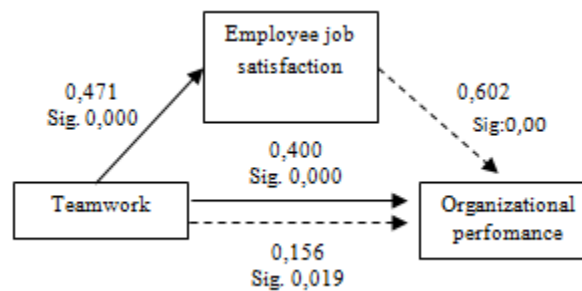 Employee job
satisfaction
0,471
Sig. 0,000
0,602
Sig:0,00
0,400
Sig. 0,000
Teamwork
Organizational
perfomance
0,156
Sig. 0,019